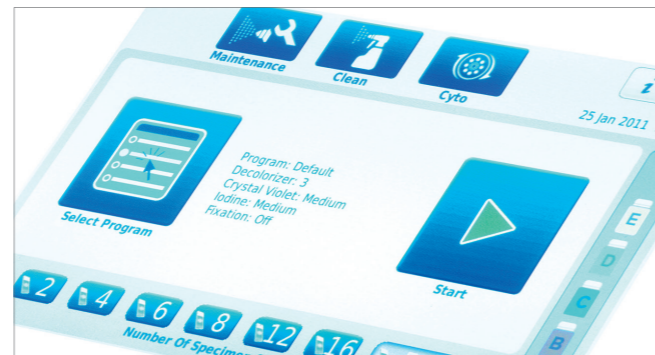 Maintenance
Clean
Cyto
i
25 Jan 2011
Select Program
Program: Default
Decolorizer: 3
Crystal Violet: Medium
Iodine: Medium
Fixation: Off
Start
E
D
C
B
2 4 6 8 12 16
Number Of